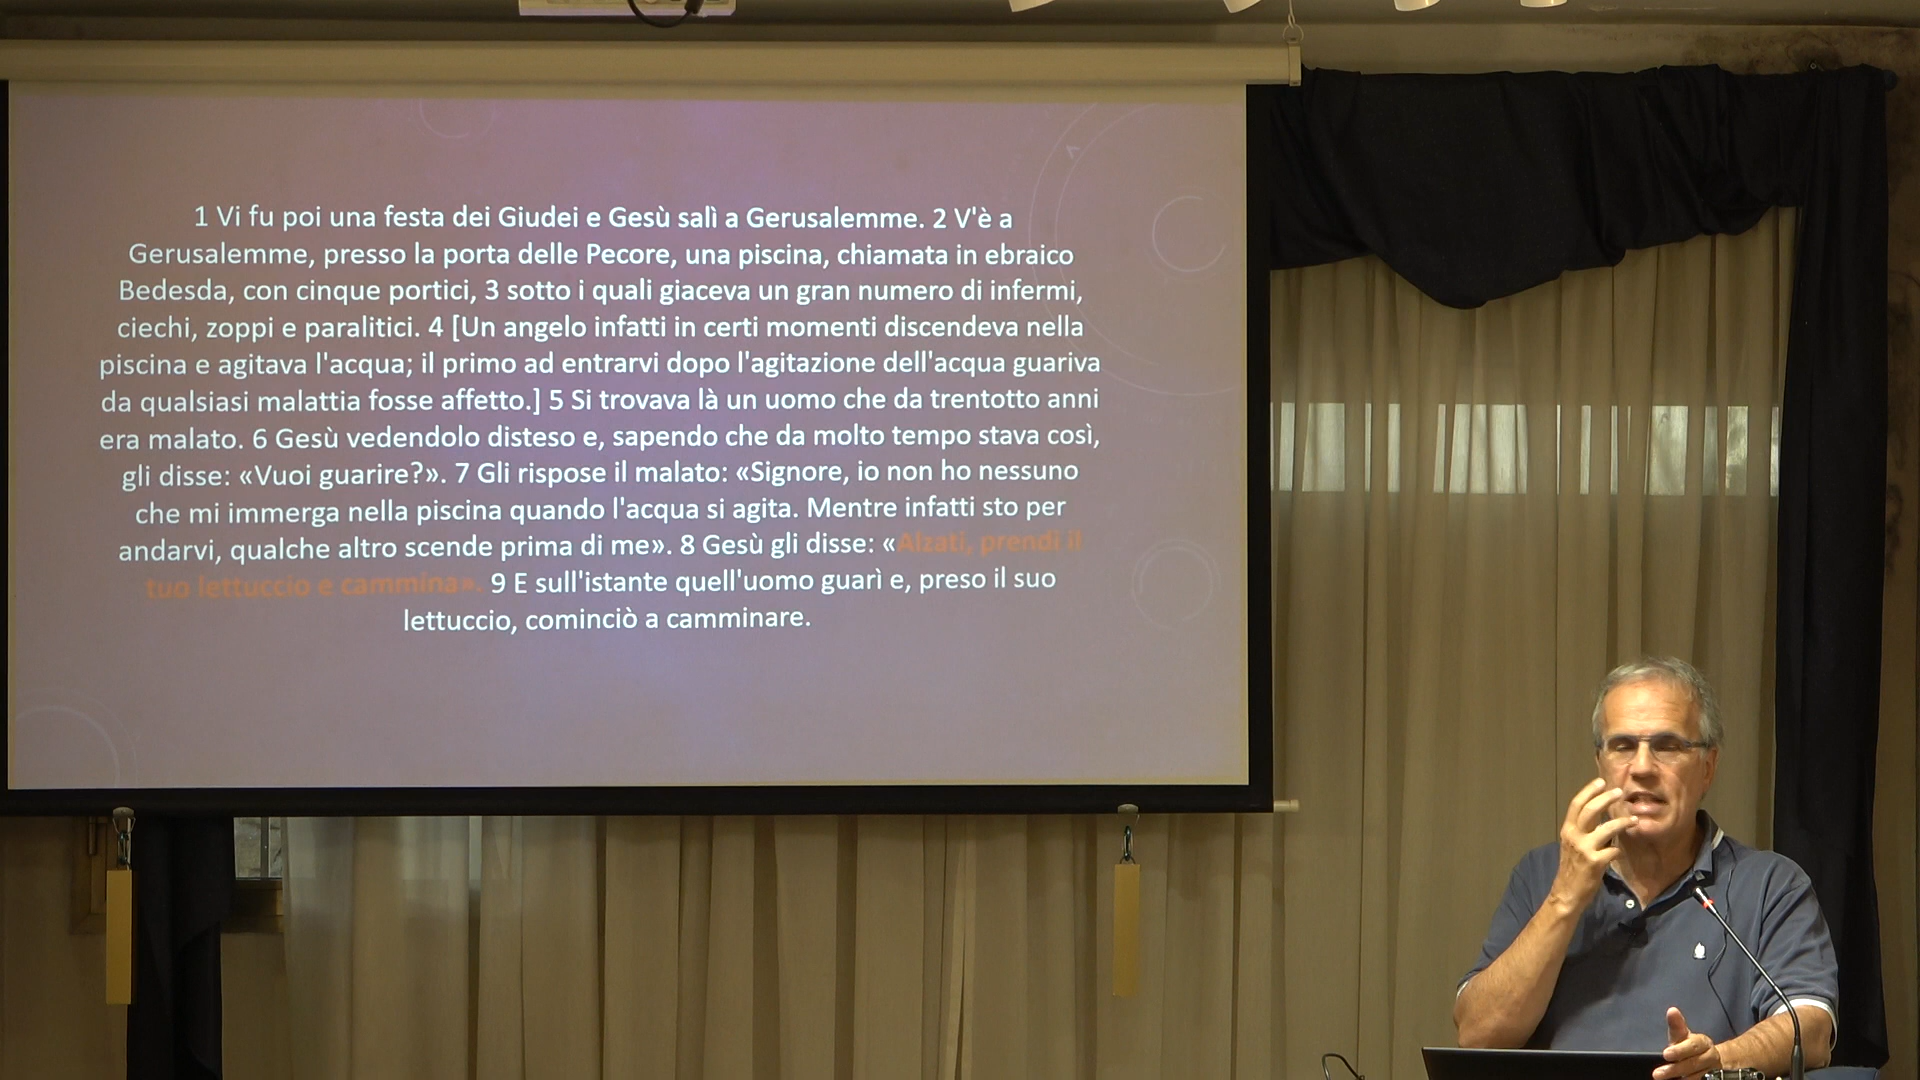 1 Vi fu poi una festa dei Giudei e Gesù salì a Gerusalemme. 2 V'è a
Gerusalemme, presso la porta delle Pecore, una piscina, chiamata in ebraico
Bedesda, con cinque portici, 3 sotto i quali giaceva un gran numero di infermi,
ciechi, zoppi e paralitici. 4 [Un angelo infatti in certi momenti discendeva nella
piscina e agitava l'acqua; il primo ad entrarvi dopo l'agitazione dell'acqua guariva
da qualsiasi malattia fosse affetto.] 5 Si trovava là un uomo che da trentotto anni
era malato. 6 Gesù vedendolo disteso e, sapendo che da molto tempo stava così,
gli disse: «Vuoi guarire?». 7 Gli rispose il malato: «Signore, io non ho nessuno
che mi immerga nella piscina quando l'acqua si agita. Mentre infatti sto per
andarvi, qualche altro scende prima di me». 8 Gesù gli disse: «Alzati, prendi il
tuo lettuccio e cammina». 9 E sull'istante quell'uomo guarì e, preso il suo
lettuccio, cominciò a camminare.